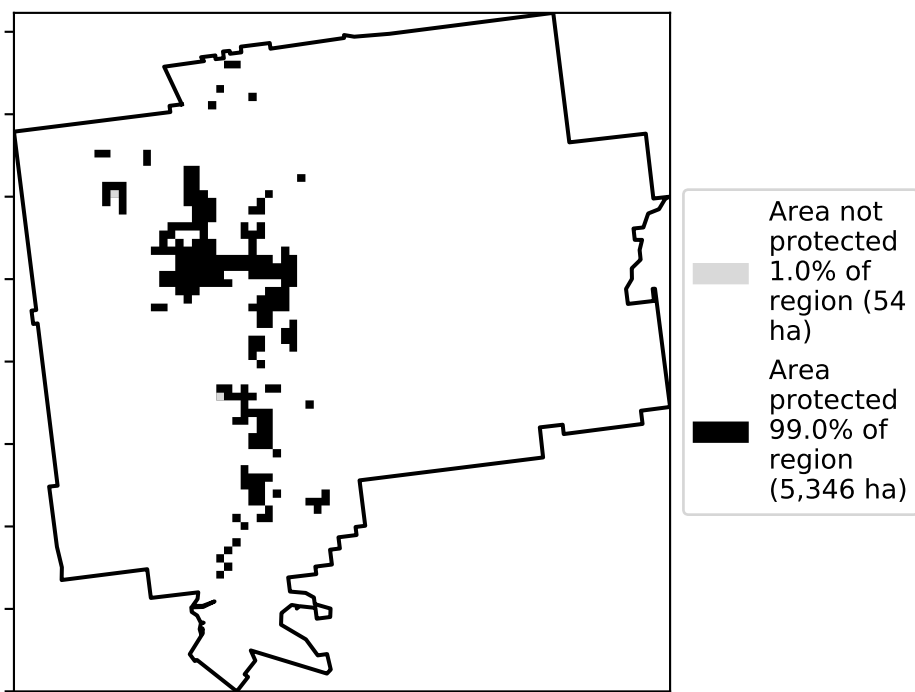 Area not
protected
1.0% of
region (54
ha)
Area
protected
99.0% of
region
(5,346 ha)